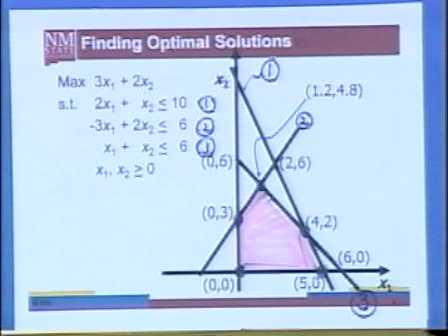 NM
STATE
Finding Optimal Solutions
Max 3x₁ + 2x₂
s.t. 2x₁ + x₂ ≤ 10 ①
-3x₁ + 2x₂ ≤ 6 ②
x₁ + x₂ ≤ 6 ③
x₁, x₂ ≥ 0
x₂
①
(1.2,4.8)
②
(0,6)
(2,6)
(0,3)
(4,2)
(6,0)
(0,0)
(5,0)
x₁
③